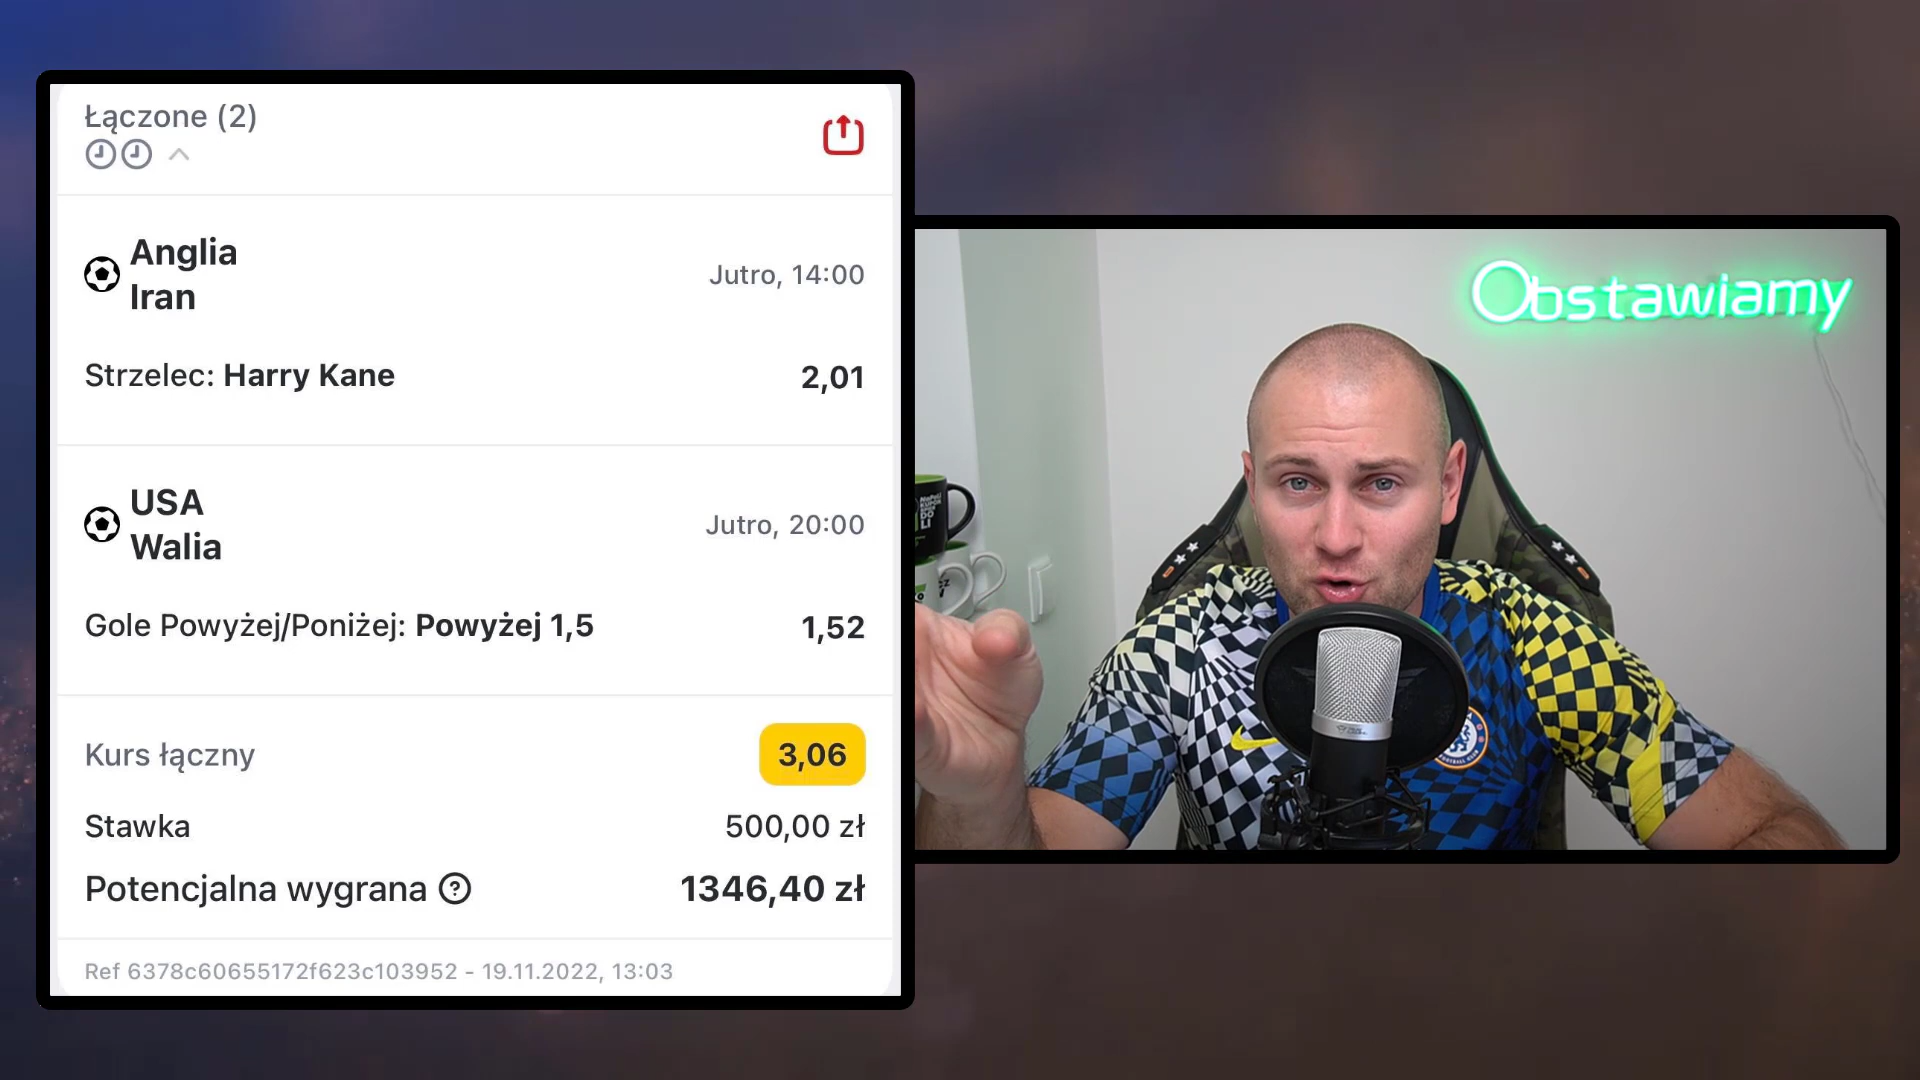 Łączone (2)
Anglia
Iran
Jutro, 14:00
Strzelec: Harry Kane
2,01
USA
Walia
Jutro, 20:00
Gole Powyżej/Poniżej: Powyżej 1,5
1,52
Kurs łączny
3,06
Stawka
500,00 zł
Potencjalna wygrana ?
1346,40 zł
Ref 6378c60655172f623c103952 - 19.11.2022, 13:03
Obstawiamy
DO
LI